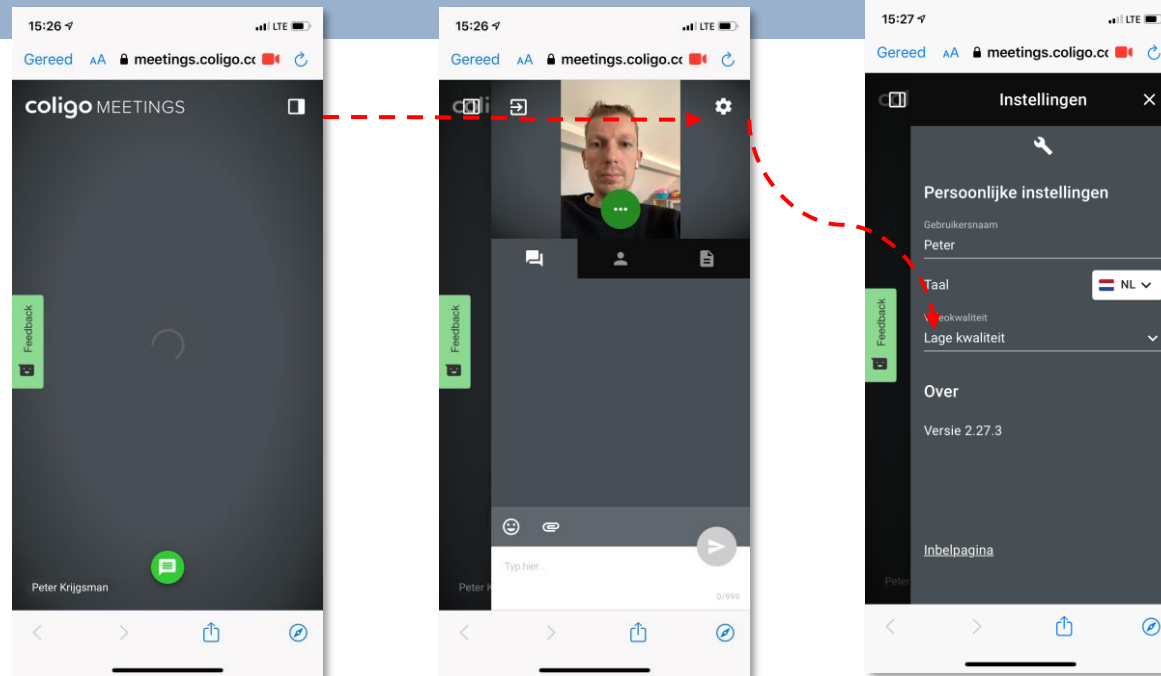 15:26
LTE
Gereed AA meetings.coligo.cc
coligo MEETINGS
Feedback
Peter Krijgsman
15:26
LTE
Gereed AA meetings.coligo.cc
coli
Feedback
Typ hier...
0/999
Peter K
15:27
LTE
Gereed AA meetings.coligo.cc
Instellingen
Persoonlijke instellingen
Gebruikersnaam
Peter
Taal
NL
Lage kwaliteit
Feedback
Over
Versie 2.27.3
Inbelpagina
Peter